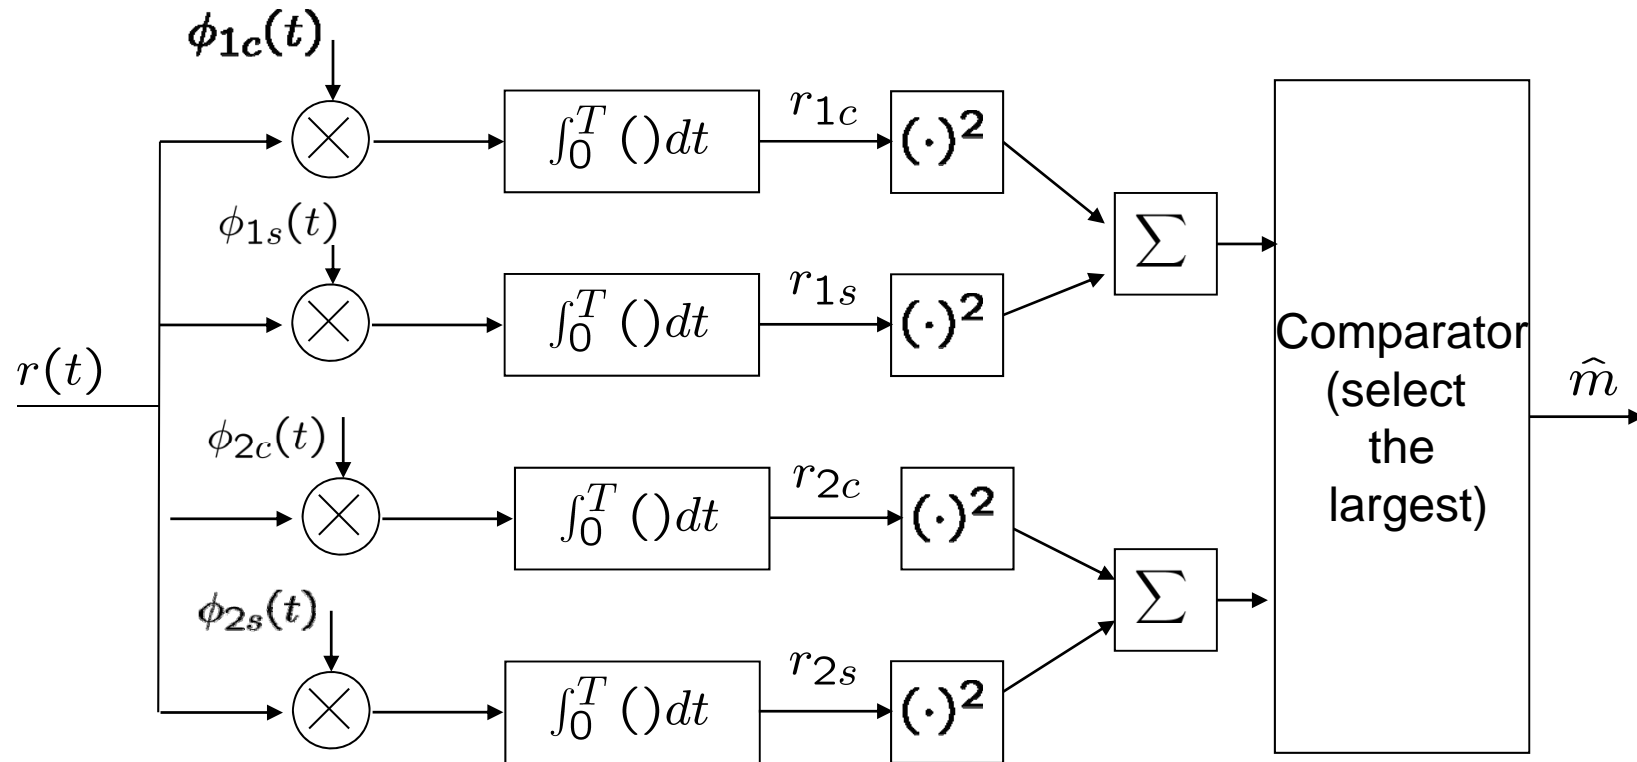 ϕ1c(t)
∫₀ᵀ ()dt
r1c
(·)²
ϕ1s(t)
∑
∫₀ᵀ ()dt
r1s
(·)²
r(t)
Comparator
(select
the
largest)
m̂
ϕ2c(t)
∫₀ᵀ ()dt
r2c
(·)²
∑
ϕ2s(t)
∫₀ᵀ ()dt
r2s
(·)²